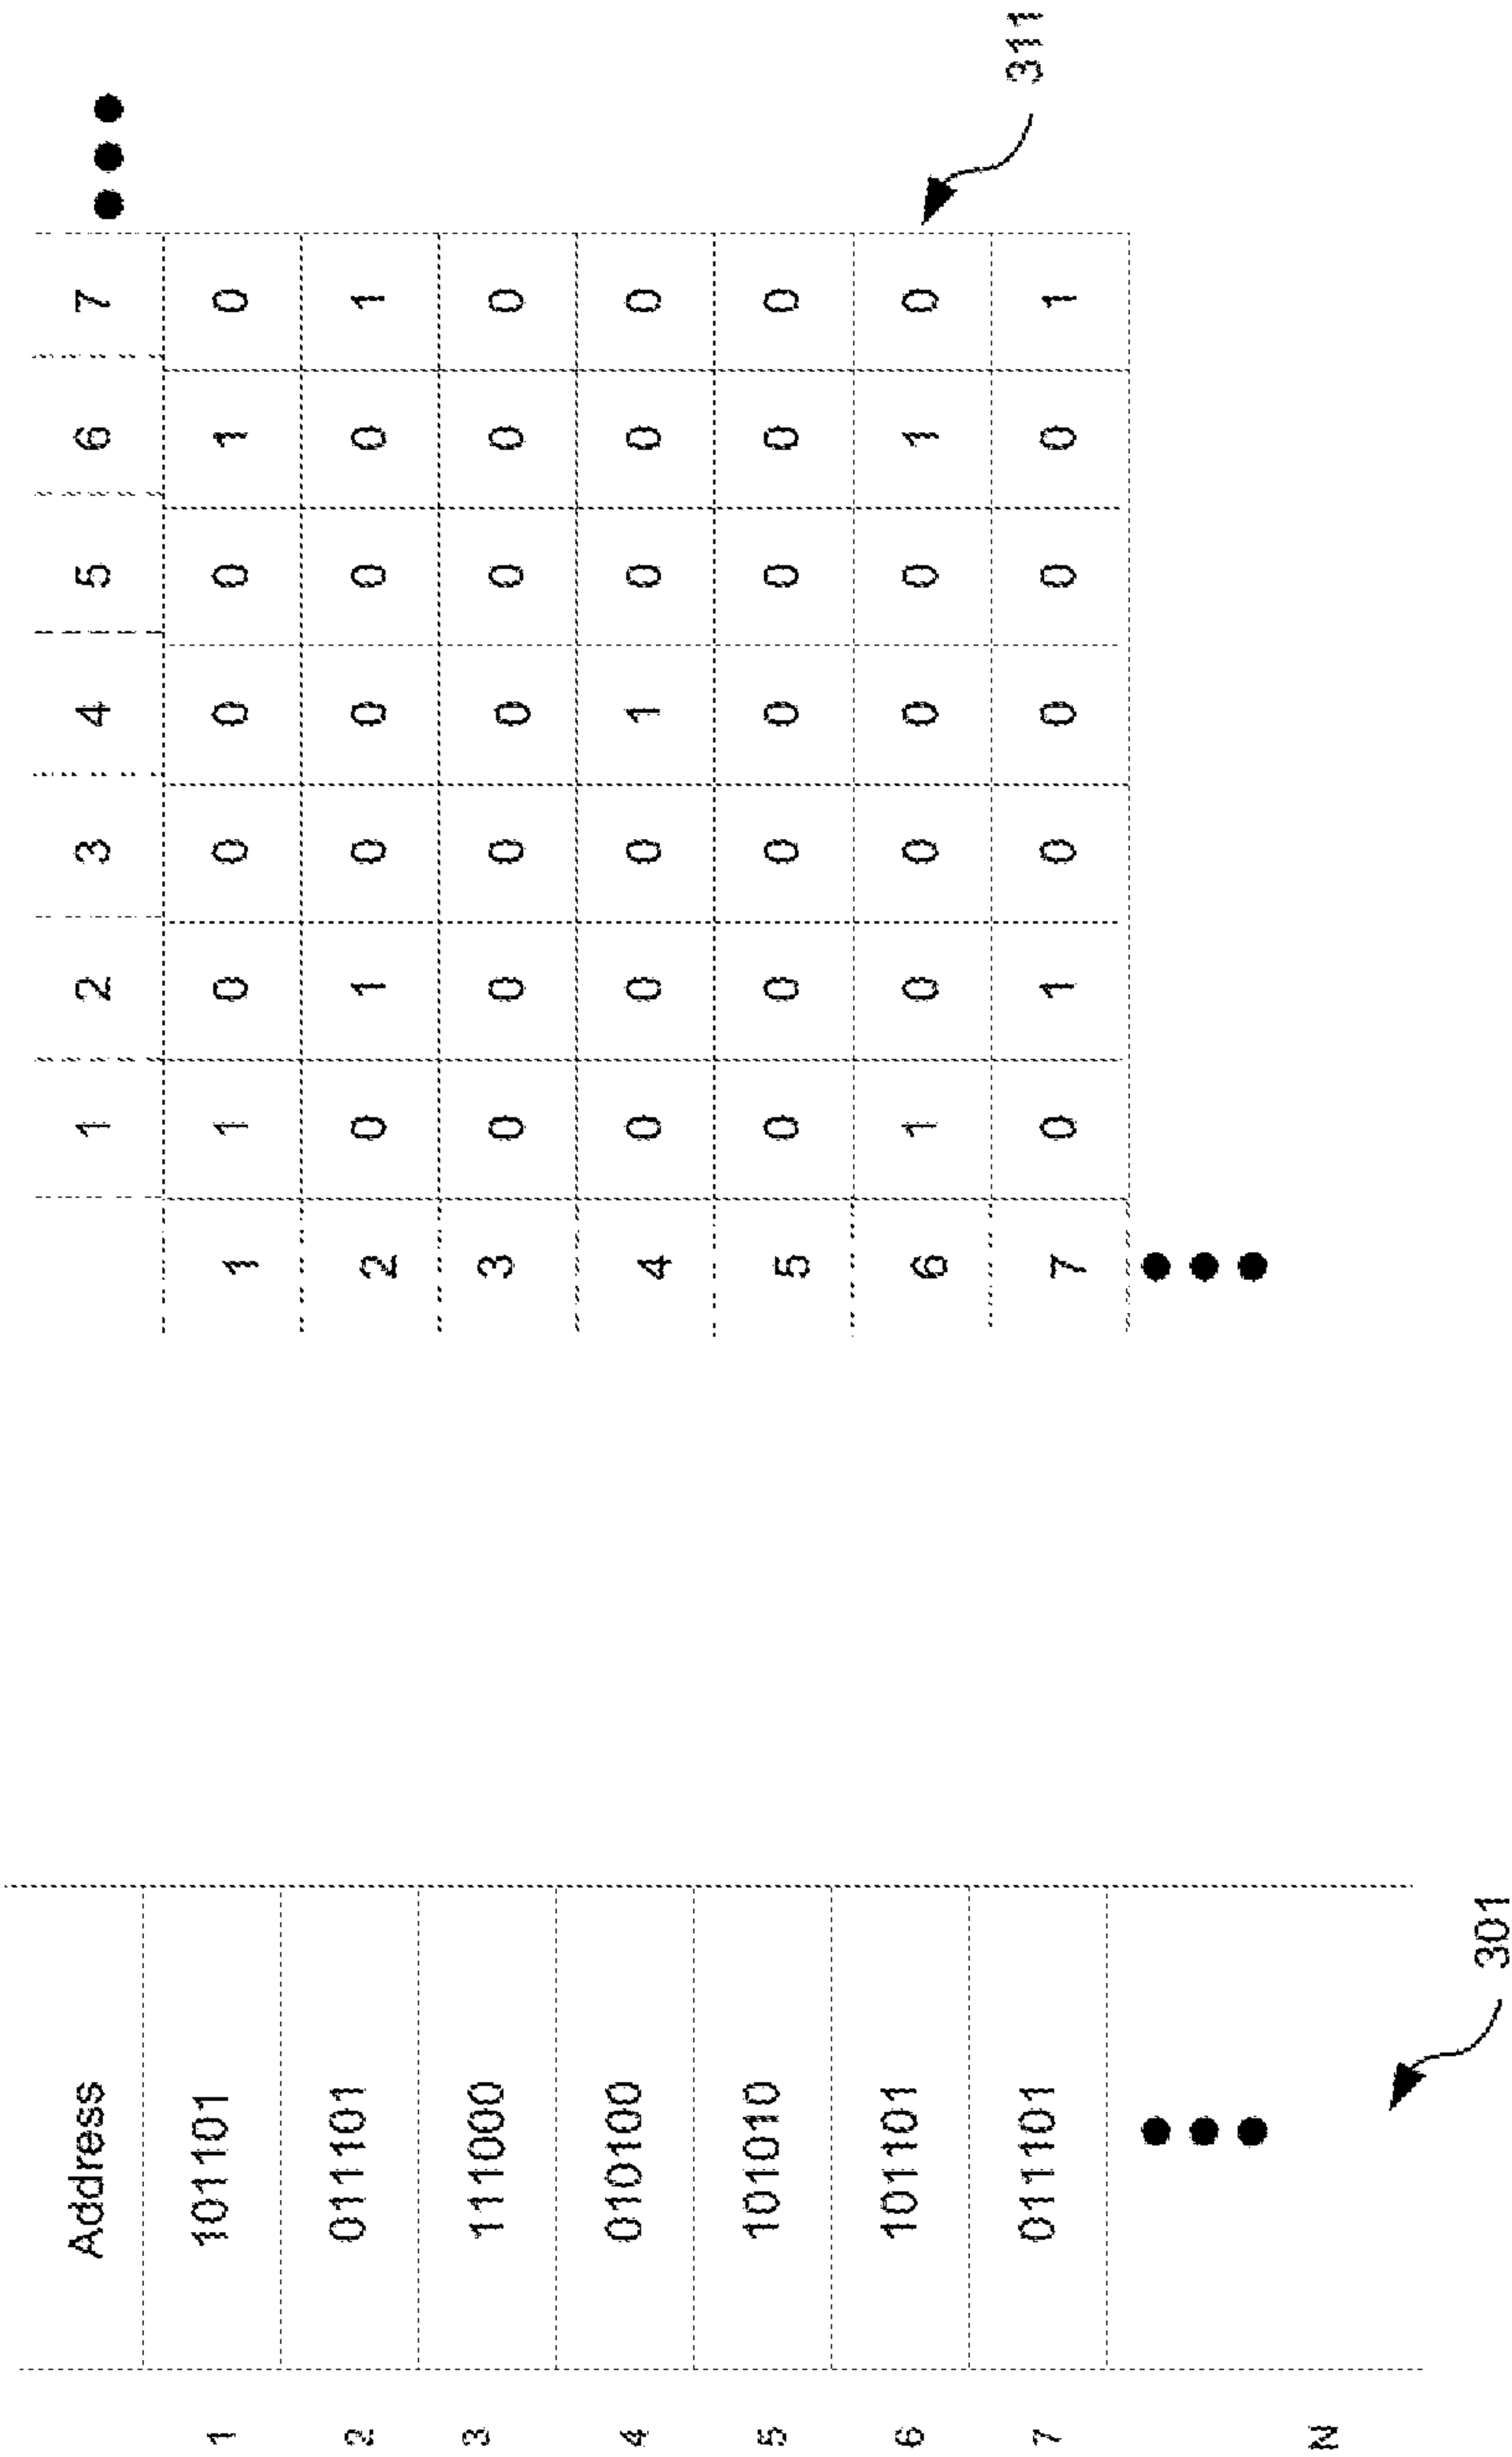 Address
1 101101
2 011101
3 111000
4 010100
5 101010
6 101101
7 011101
N
301
1 2 3 4 5 6 7
1 1 0 0 0 0 1 0
2 0 1 0 0 0 0 1
3 0 0 0 0 0 0 0
4 0 0 0 1 0 0 0
5 0 0 0 0 0 0 0
6 1 0 0 0 0 1 0
7 0 1 0 0 0 0 1
311